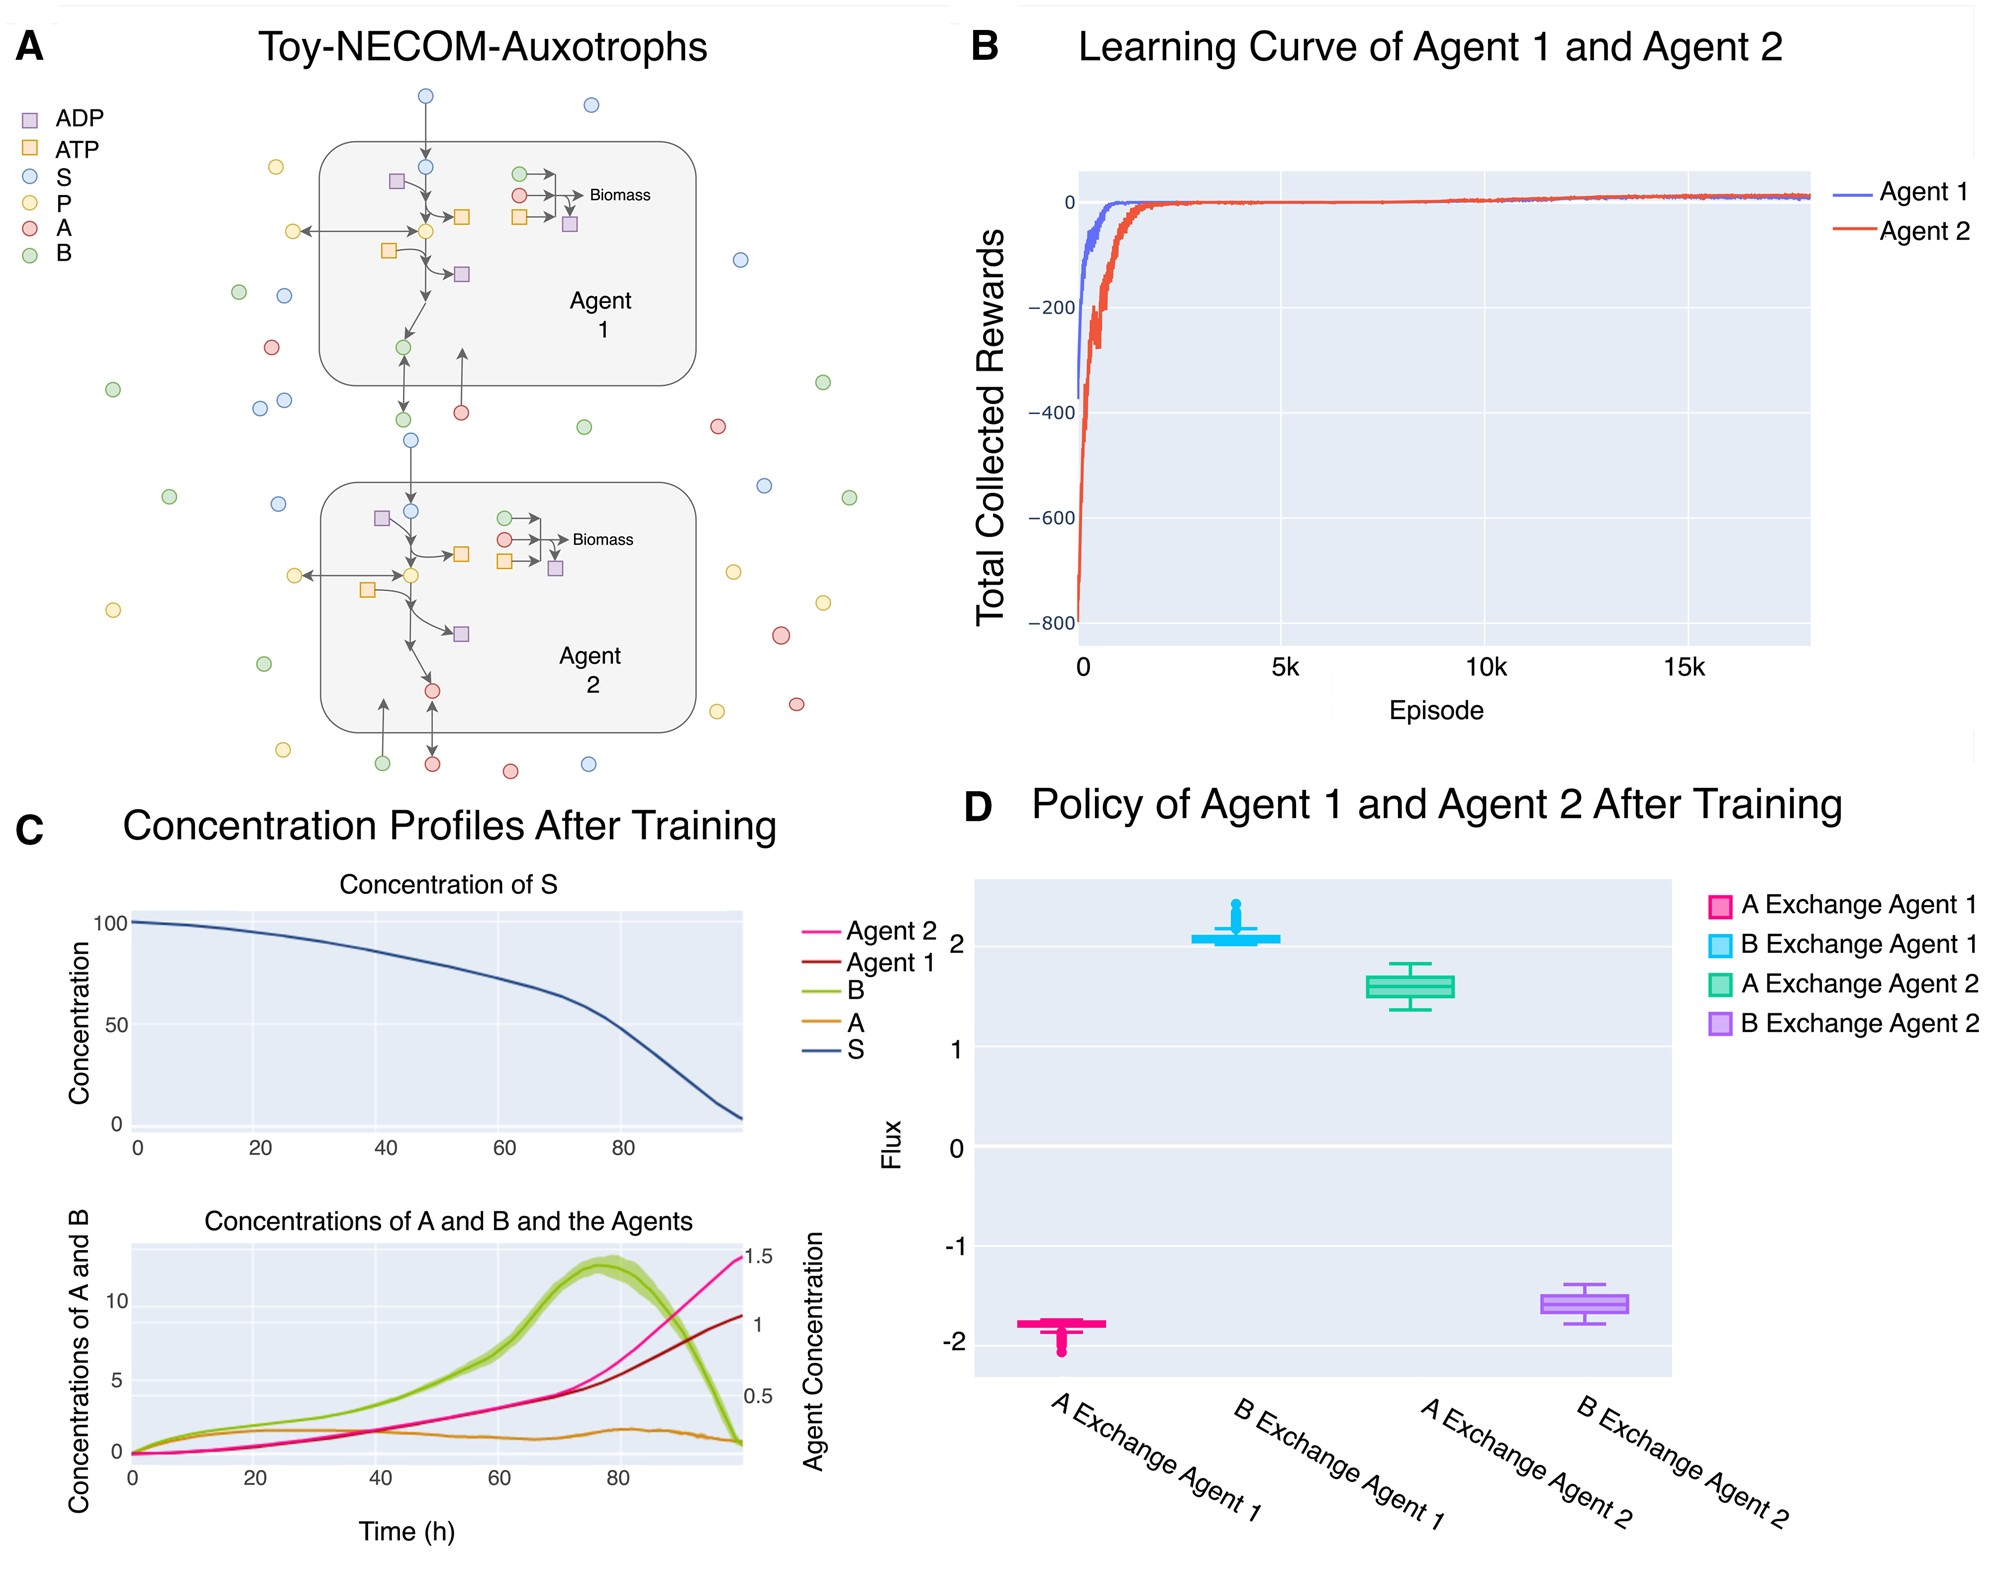 A
Toy-NECOM-Auxotrophs
ADP
ATP
S
P
A
B
Biomass
Agent
1
Biomass
Agent
2
B
Learning Curve of Agent 1 and Agent 2
Total Collected Rewards
0
−200
−400
−600
−800
0
5k
10k
15k
Episode
Agent 1
Agent 2
C
Concentration Profiles After Training
Concentration of S
Concentration
100
50
0
0
20
40
60
80
Agent 2
Agent 1
B
A
S
Concentrations of A and B and the Agents
Concentrations of A and B
10
5
0
0
20
40
60
80
1.5
1
0.5
Agent Concentration
Time (h)
D
Policy of Agent 1 and Agent 2 After Training
Flux
2
1
0
-1
-2
A Exchange Agent 1
B Exchange Agent 1
A Exchange Agent 2
B Exchange Agent 2
A Exchange Agent 1
B Exchange Agent 1
A Exchange Agent 2
B Exchange Agent 2